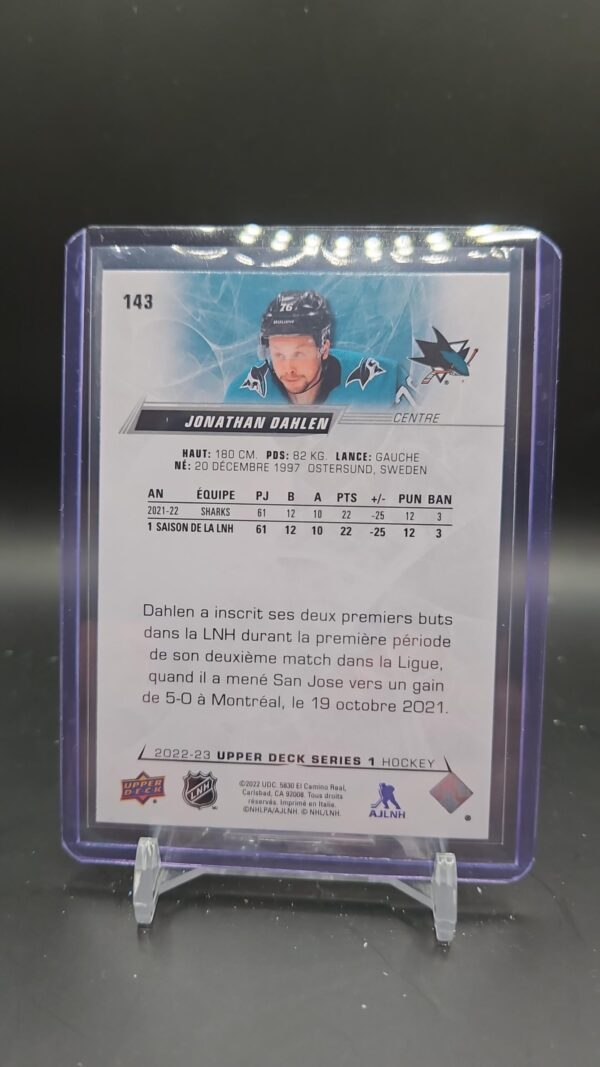 143
76
JONATHAN DAHLEN
CENTRE
HAUT: 180 CM. PDS: 82 KG. LANCE: GAUCHE
NÉ: 20 DÉCEMBRE 1997 OSTERSUND, SWEDEN
AN ÉQUIPE PJ B A PTS +/- PUN BAN
2021-22 SHARKS 61 12 10 22 -25 12 3
1 SAISON DE LA LNH 61 12 10 22 -25 12 3
Dahlen a inscrit ses deux premiers buts
dans la LNH durant la première période
de son deuxième match dans la Ligue,
quand il a mené San Jose vers un gain
de 5-0 à Montréal, le 19 octobre 2021.
2022-23 UPPER DECK SERIES 1 HOCKEY
UPPER
DECK
LNH
©2022 UDC. 5830 El Camino Real,
Carlsbad, CA 92008. Tous droits
réservés. Imprimé en Italie.
©NHLPA/AJLNH. © NHL/LNH.
AJLNH